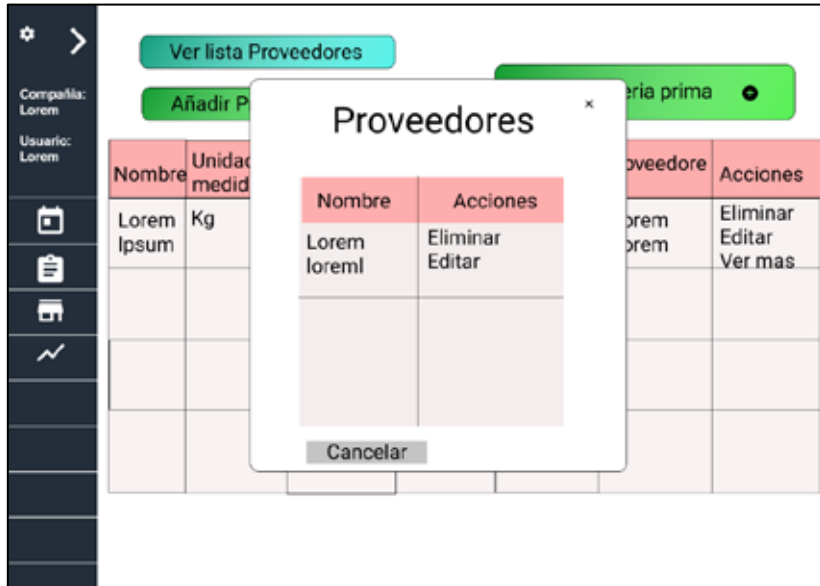 Compañía:
Lorem
Usuario:
Lorem
Ver lista Proveedores
Añadir P
eria prima
Nombre
Unidad
medid
oveedore
Acciones
Lorem
Ipsum
Kg
orem
orem
Eliminar
Editar
Ver mas
Proveedores
×
Nombre
Acciones
Lorem
loreml
Eliminar
Editar
Cancelar